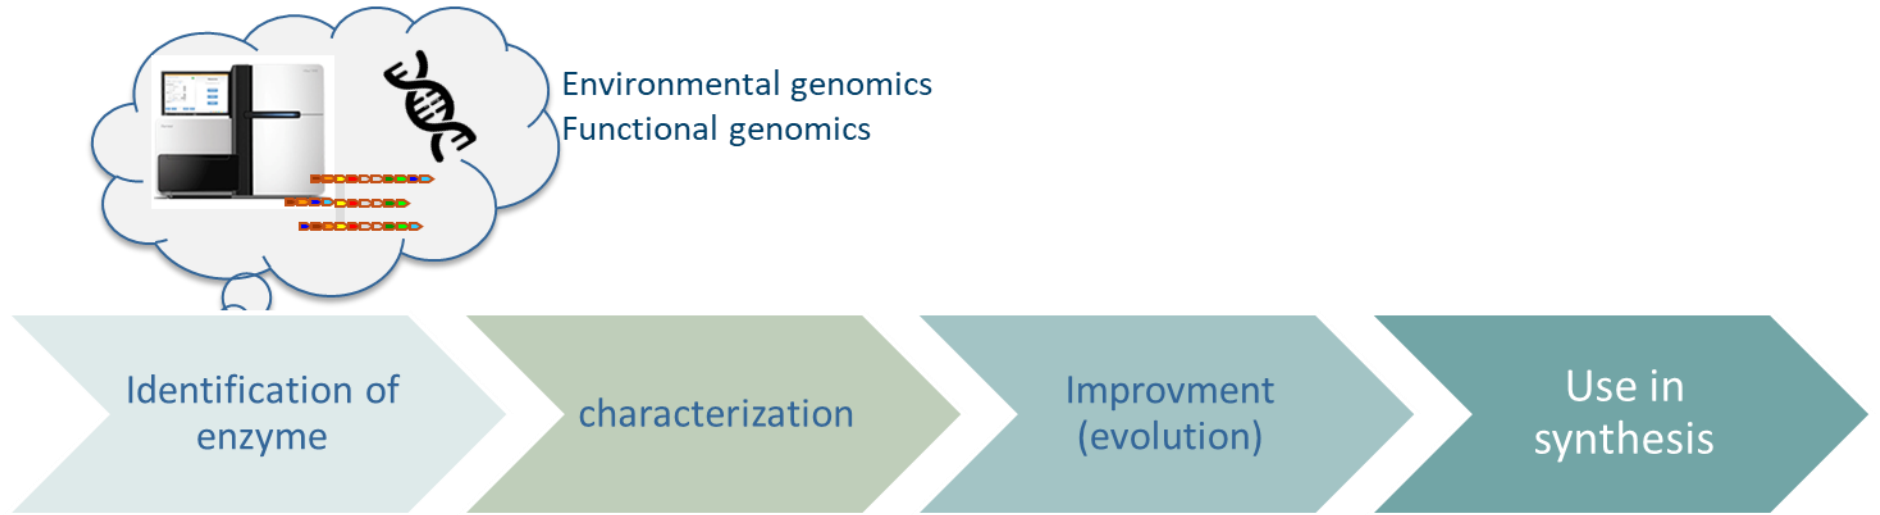 Environmental genomics
Functional genomics
Identification of
enzyme
characterization
Improvment
(evolution)
Use in
synthesis